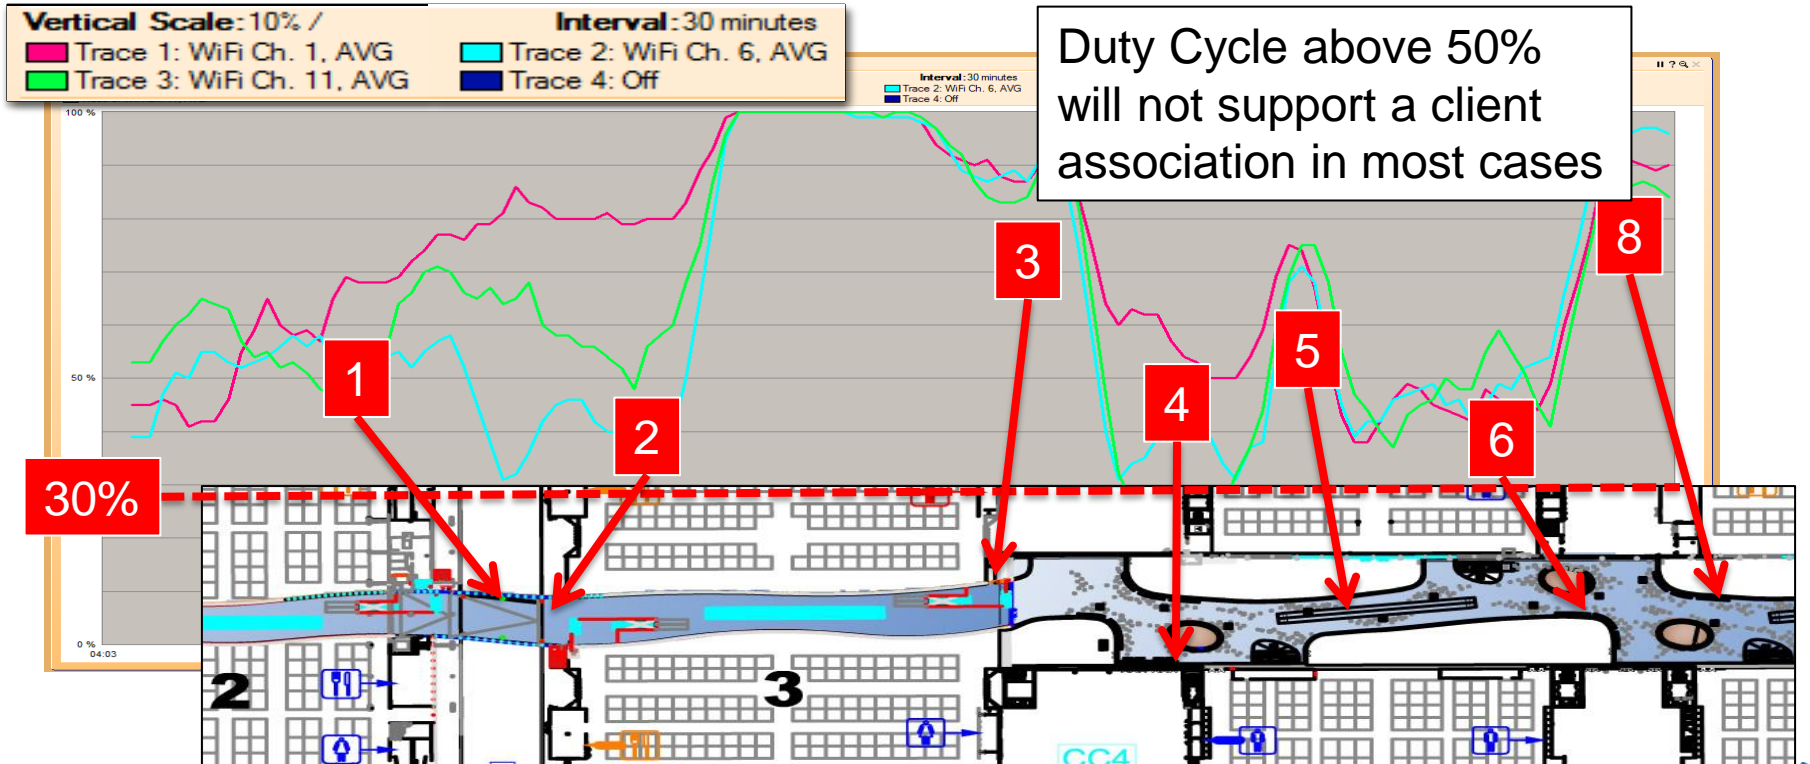 Vertical Scale: 10% /
Interval: 30 minutes
Trace 1: WiFi Ch. 1, AVG
Trace 2: WiFi Ch. 6, AVG
Trace 3: WiFi Ch. 11, AVG
Trace 4: Off
Duty Cycle above 50%
will not support a client
association in most cases
Interval: 30 minutes
Trace 2: WiFi Ch. 6, AVG
Trace 4: Off
100 %
8
3
5
1
50 %
4
2
6
30%
0 %
04:03
2
3
CC4